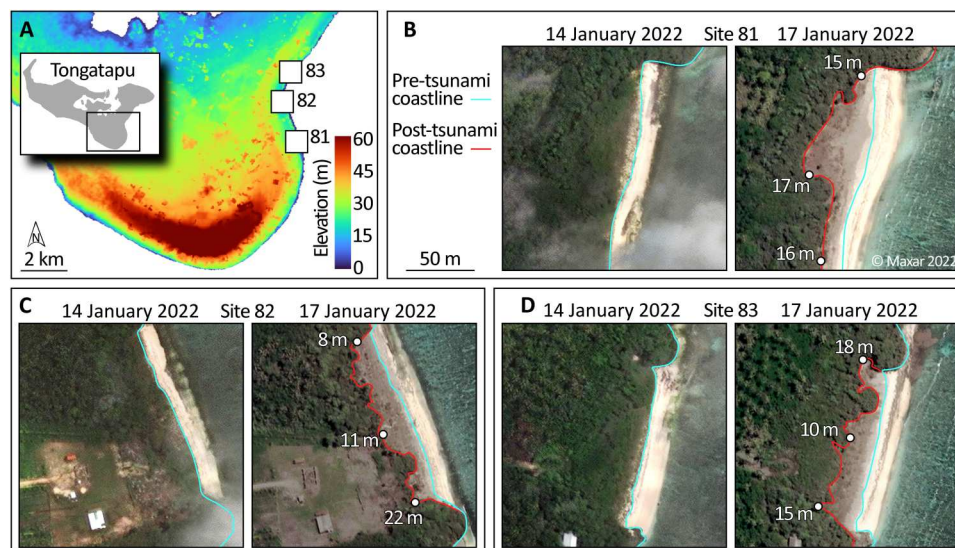 A
Tongatapu
83
82
81
60
45
30
15
0
Elevation (m)
N
2 km
B
14 January 2022 Site 81 17 January 2022
Pre-tsunami
coastline
Post-tsunami
coastline
50 m
15 m
17 m
16 m
© Maxar 2022
C
14 January 2022 Site 82 17 January 2022
8 m
11 m
22 m
D
14 January 2022 Site 83 17 January 2022
18 m
10 m
15 m